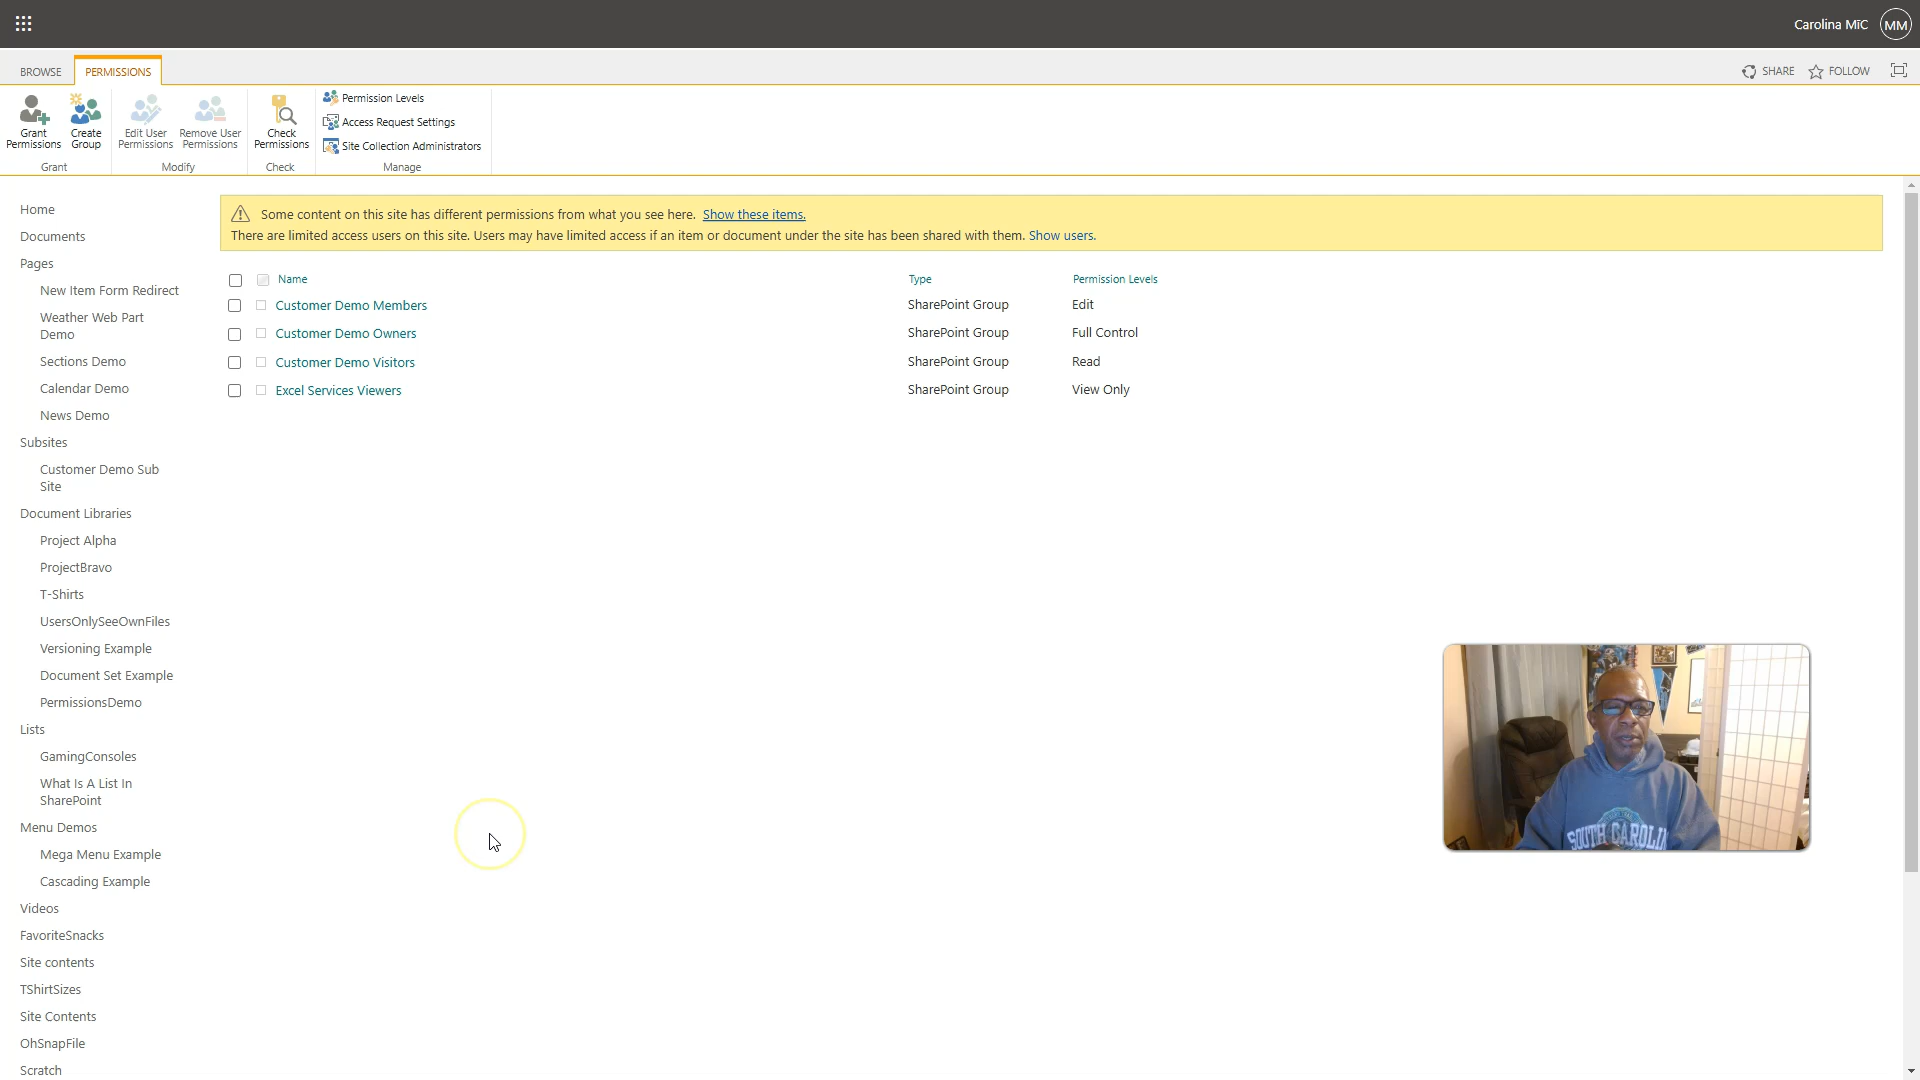 Carolina MiC MM
BROWSE PERMISSIONS SHARE FOLLOW
Grant Permissions
Create Group
Edit User Permissions
Remove User Permissions
Check Permissions
Permission Levels
Access Request Settings
Site Collection Administrators
Grant Modify Check Manage
Home
Documents
Pages
New Item Form Redirect
Weather Web Part
Demo
Sections Demo
Calendar Demo
News Demo
Subsites
Customer Demo Sub
Site
Document Libraries
Project Alpha
ProjectBravo
T-Shirts
UsersOnlySeeOwnFiles
Versioning Example
Document Set Example
PermissionsDemo
Lists
GamingConsoles
What Is A List In
SharePoint
Menu Demos
Mega Menu Example
Cascading Example
Videos
FavoriteSnacks
Site contents
TShirtSizes
Site Contents
OhSnapFile
Scratch
Some content on this site has different permissions from what you see here. Show these items.
There are limited access users on this site. Users may have limited access if an item or document under the site has been shared with them. Show users.
Name Type Permission Levels
Customer Demo Members SharePoint Group Edit
Customer Demo Owners SharePoint Group Full Control
Customer Demo Visitors SharePoint Group Read
Excel Services Viewers SharePoint Group View Only
SOUTH CAROLIN